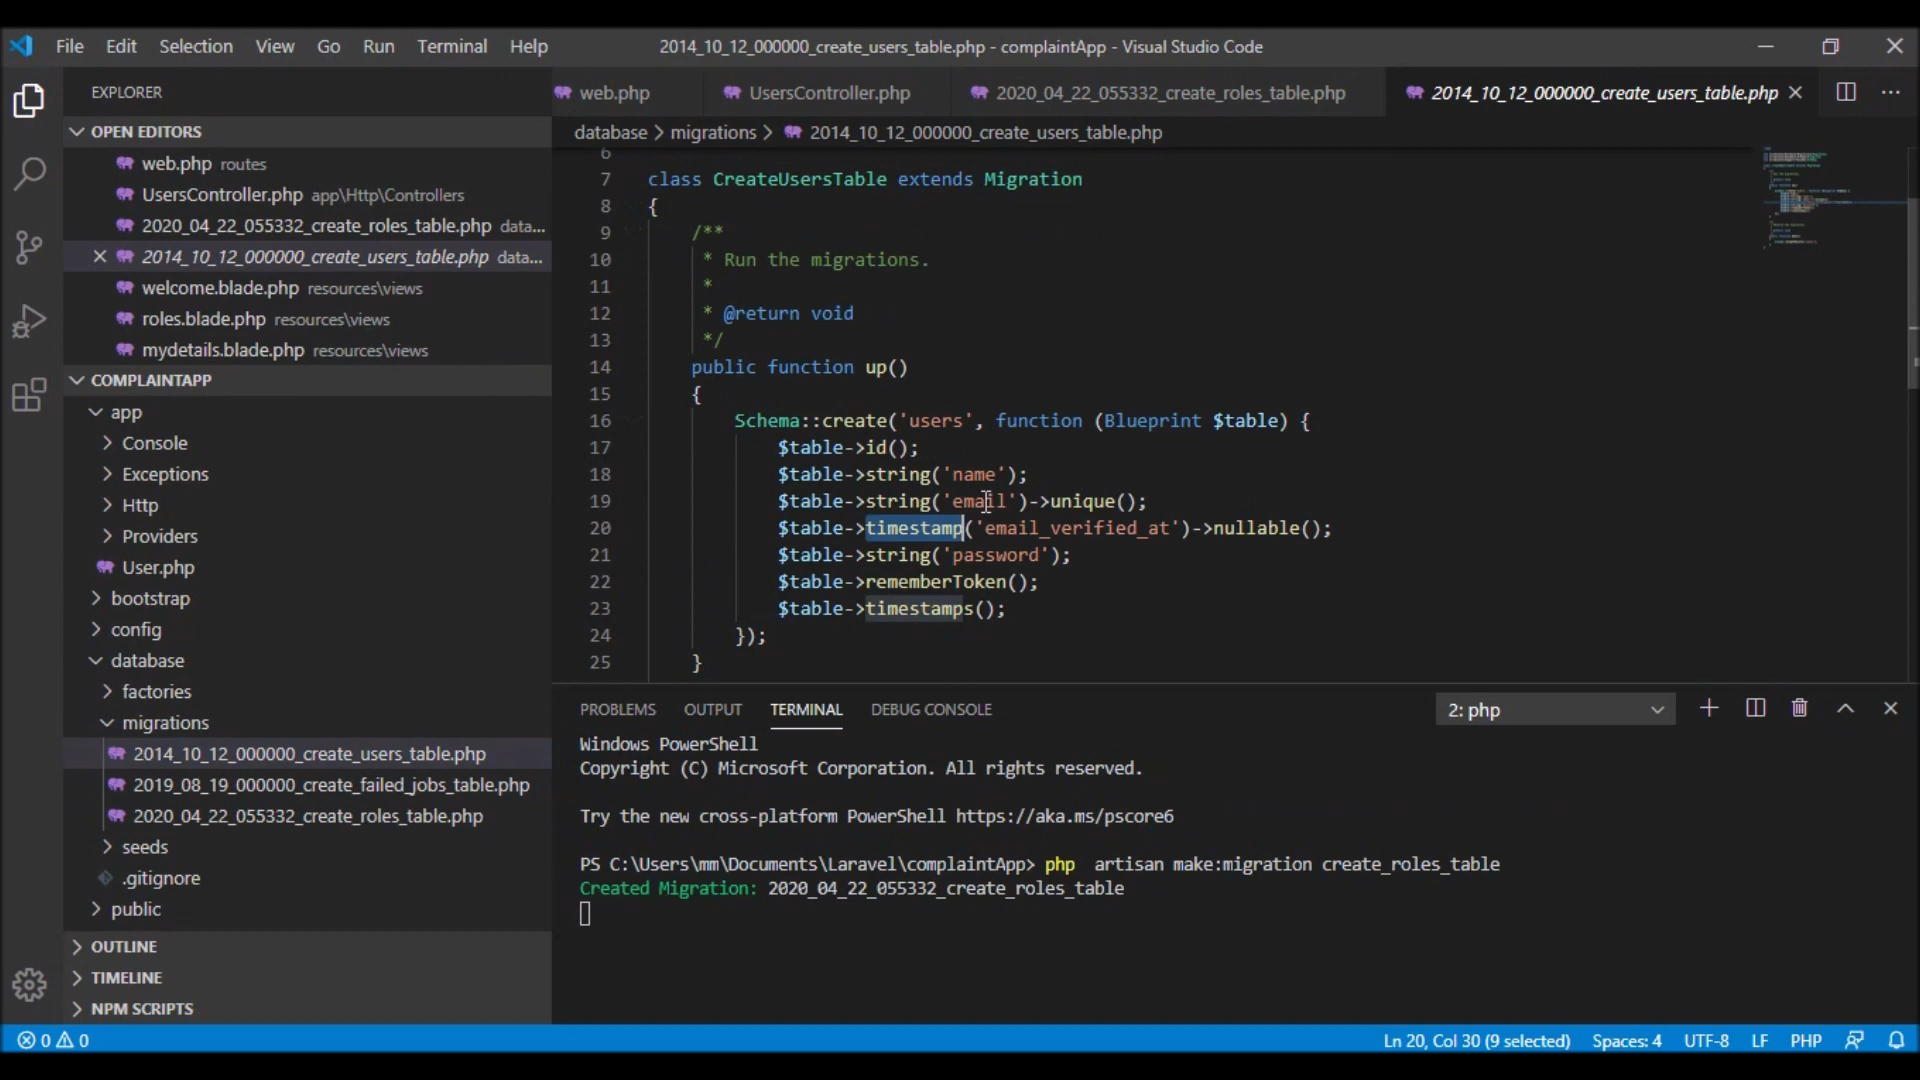 File Edit Selection View Go Run Terminal Help
2014_10_12_000000_create_users_table.php - complaintApp - Visual Studio Code
EXPLORER
OPEN EDITORS
web.php routes
UsersController.php app\Http\Controllers
2020_04_22_055332_create_roles_table.php data...
2014_10_12_000000_create_users_table.php data...
welcome.blade.php resources\views
roles.blade.php resources\views
mydetails.blade.php resources\views
COMPLAINTAPP
app
Console
Exceptions
Http
Providers
User.php
bootstrap
config
database
factories
migrations
2014_10_12_000000_create_users_table.php
2019_08_19_000000_create_failed_jobs_table.php
2020_04_22_055332_create_roles_table.php
seeds
.gitignore
public
OUTLINE
TIMELINE
NPM SCRIPTS
web.php UsersController.php 2020_04_22_055332_create_roles_table.php 2014_10_12_000000_create_users_table.php
database > migrations > 2014_10_12_000000_create_users_table.php
6
7 class CreateUsersTable extends Migration
8 {
9 /**
10 * Run the migrations.
11 *
12 * @return void
13 */
14 public function up()
15 {
16 Schema::create('users', function (Blueprint $table) {
17 $table->id();
18 $table->string('name');
19 $table->string('email')->unique();
20 $table->timestamp('email_verified_at')->nullable();
21 $table->string('password');
22 $table->rememberToken();
23 $table->timestamps();
24 });
25 }
PROBLEMS OUTPUT TERMINAL DEBUG CONSOLE 2: php
Windows PowerShell
Copyright (C) Microsoft Corporation. All rights reserved.
Try the new cross-platform PowerShell https://aka.ms/pscore6
PS C:\Users\mm\Documents\Laravel\complaintApp> php  artisan make:migration create_roles_table
Created Migration: 2020_04_22_055332_create_roles_table
0 0 Ln 20, Col 30 (9 selected) Spaces: 4 UTF-8 LF PHP